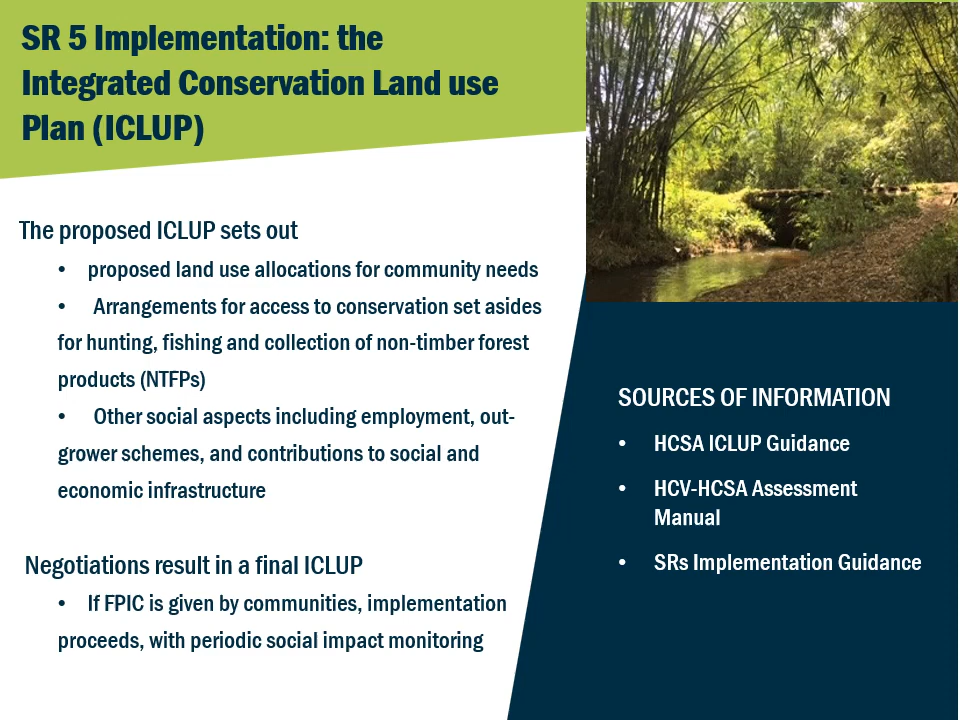 SR 5 Implementation: the
Integrated Conservation Land use
Plan (ICLUP)
The proposed ICLUP sets out
• proposed land use allocations for community needs
• Arrangements for access to conservation set asides
for hunting, fishing and collection of non-timber forest
products (NTFPs)
• Other social aspects including employment, out-
grower schemes, and contributions to social and
economic infrastructure
Negotiations result in a final ICLUP
• If FPIC is given by communities, implementation
proceeds, with periodic social impact monitoring
SOURCES OF INFORMATION
• HCSA ICLUP Guidance
• HCV-HCSA Assessment
Manual
• SRs Implementation Guidance